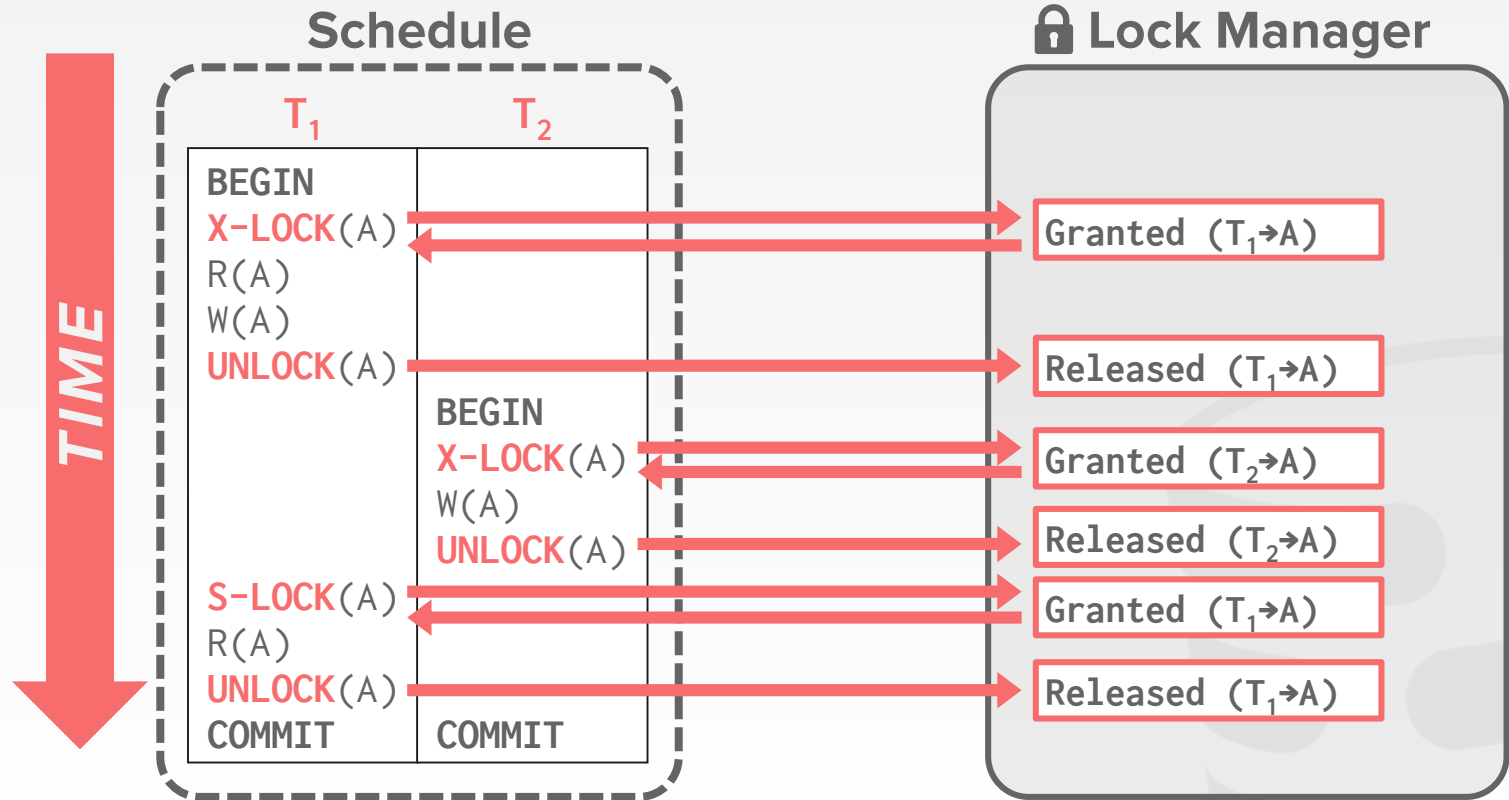 Schedule
Lock Manager
TIME
T₁ T₂
BEGIN
X-LOCK(A)
Granted (T₁→A)
R(A)
W(A)
UNLOCK(A)
Released (T₁→A)
BEGIN
X-LOCK(A)
Granted (T₂→A)
W(A)
UNLOCK(A)
Released (T₂→A)
S-LOCK(A)
Granted (T₁→A)
R(A)
UNLOCK(A)
Released (T₁→A)
COMMIT COMMIT